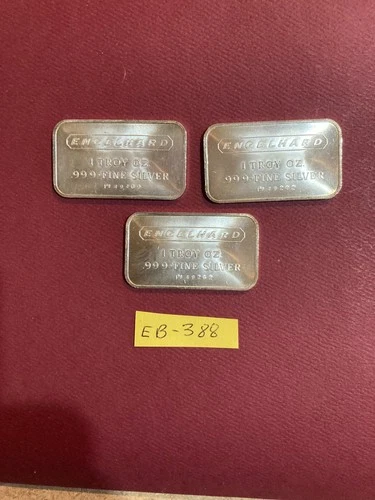 ENGELHARD
1 TROY OZ.
999+FINE SILVER
ENGELHARD
1 TROY OZ.
999+FINE SILVER
ENGELHARD
1 TROY OZ.
999+FINE SILVER
EB-388